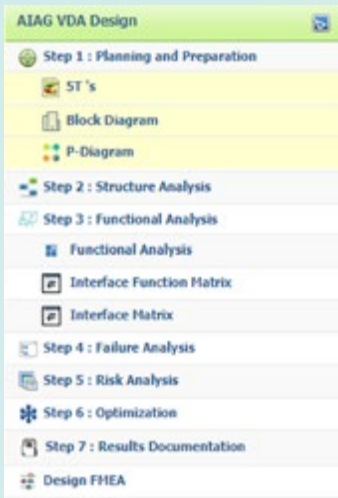 AIAG VDA Design
Step 1 : Planning and Preparation
5T 's
Block Diagram
P-Diagram
Step 2 : Structure Analysis
Step 3 : Functional Analysis
Functional Analysis
Interface Function Matrix
Interface Matrix
Step 4 : Failure Analysis
Step 5 : Risk Analysis
Step 6 : Optimization
Step 7 : Results Documentation
Design FMEA